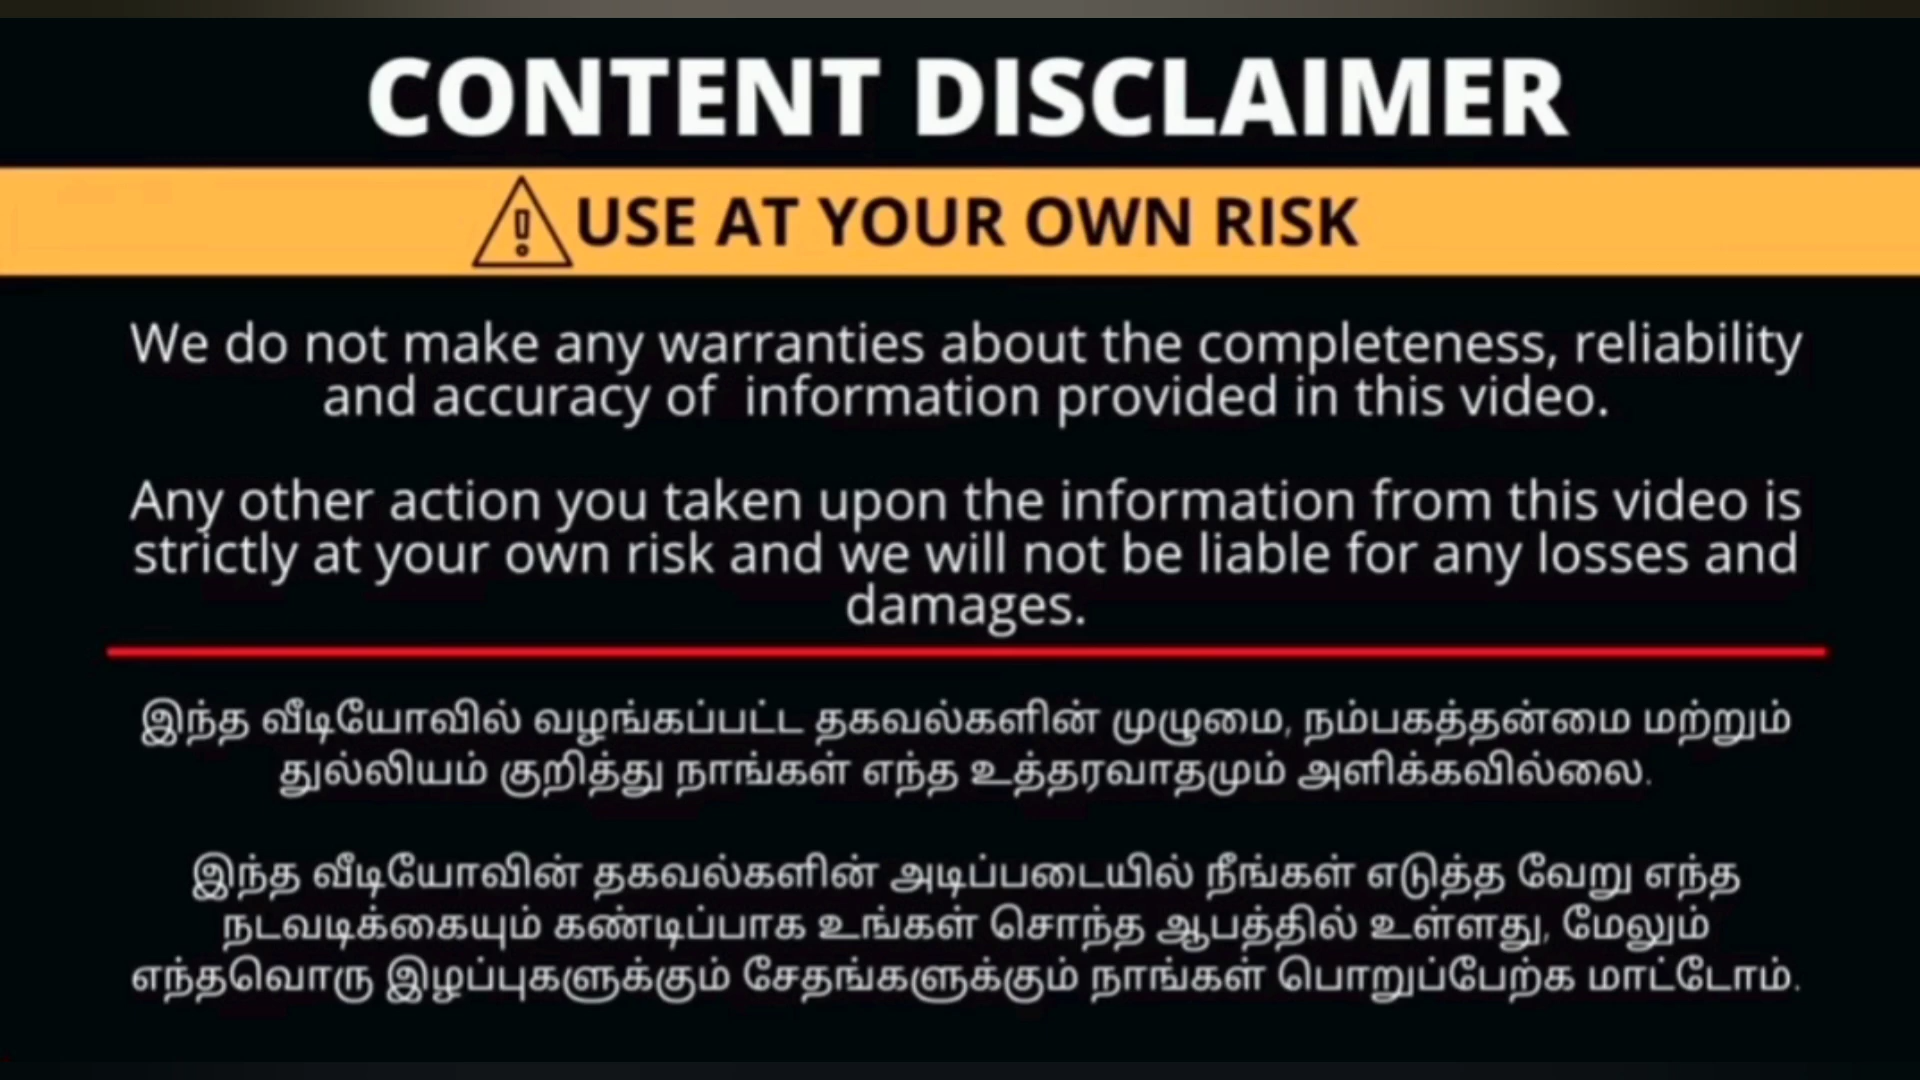 CONTENT DISCLAIMER
USE AT YOUR OWN RISK
We do not make any warranties about the completeness, reliability
and accuracy of information provided in this video.
Any other action you taken upon the information from this video is
strictly at your own risk and we will not be liable for any losses and
damages.
இந்த வீடியோவில் வழங்கப்பட்ட தகவல்களின் முழுமை, நம்பகத்தன்மை மற்றும்
துல்லியம் குறித்து நாங்கள் எந்த உத்தரவாதமும் அளிக்கவில்லை.
இந்த வீடியோவின் தகவல்களின் அடிப்படையில் நீங்கள் எடுத்த வேறு எந்த
நடவடிக்கையும் கண்டிப்பாக உங்கள் சொந்த ஆபத்தில் உள்ளது, மேலும்
எந்தவொரு இழப்புகளுக்கும் சேதங்களுக்கும் நாங்கள் பொறுப்பேற்க மாட்டோம்.